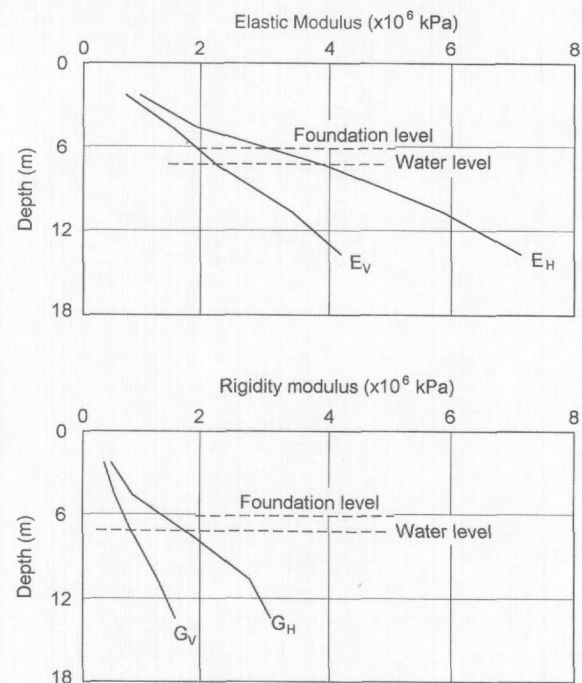 Elastic Modulus (x10⁶ kPa)
0 2 4 6 8
0
6
12
18
Depth (m)
Foundation level
Water level
E_V
E_H
Rigidity modulus (x10⁶ kPa)
0 2 4 6 8
0
6
12
18
Depth (m)
Foundation level
Water level
G_V
G_H